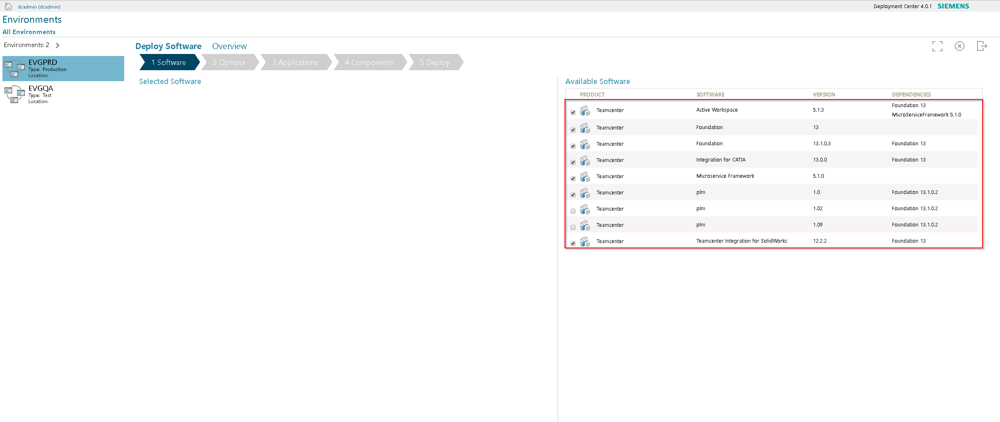 dcadmin (dcadmin)
Deployment Center 4.0.1 SIEMENS
Environments
All Environments
Environments: 2
EVGPRD
Type: Production
Location:
EVGQA
Type: Test
Location:
Deploy Software Overview
1 Software 2 Options 3 Applications 4 Components 5 Deploy
Selected Software
Available Software
PRODUCT SOFTWARE VERSION DEPENDENCIES
Teamcenter Active Workspace 5.1.3 Foundation 13
MicroServiceFramework 5.1.0
Teamcenter Foundation 13
Teamcenter Foundation 13.1.0.3 Foundation 13
Teamcenter Integration for CATIA 13.0.0 Foundation 13
Teamcenter Microservice Framework 5.1.0
Teamcenter plm 1.0 Foundation 13.1.0.2
Teamcenter plm 1.02 Foundation 13.1.0.2
Teamcenter plm 1.09 Foundation 13.1.0.2
Teamcenter Teamcenter Integration for SolidWorks 12.2.2 Foundation 13